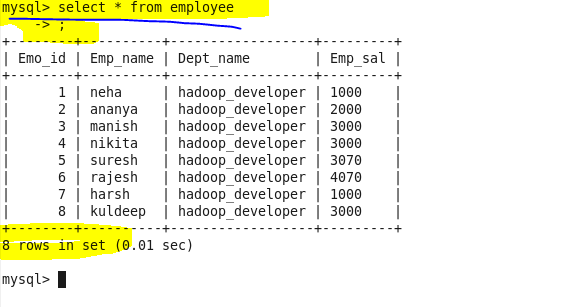 mysql> select * from employee
    -> ;
+--------+----------+------------------+---------+
| Emo_id | Emp_name | Dept_name        | Emp_sal |
+--------+----------+------------------+---------+
|      1 | neha     | hadoop_developer | 1000    |
|      2 | ananya   | hadoop_developer | 2000    |
|      3 | manish   | hadoop_developer | 3000    |
|      4 | nikita   | hadoop_developer | 3000    |
|      5 | suresh   | hadoop_developer | 3070    |
|      6 | rajesh   | hadoop_developer | 4070    |
|      7 | harsh    | hadoop_developer | 1000    |
|      8 | kuldeep  | hadoop_developer | 3000    |
+--------+----------+------------------+---------+
8 rows in set (0.01 sec)
mysql>